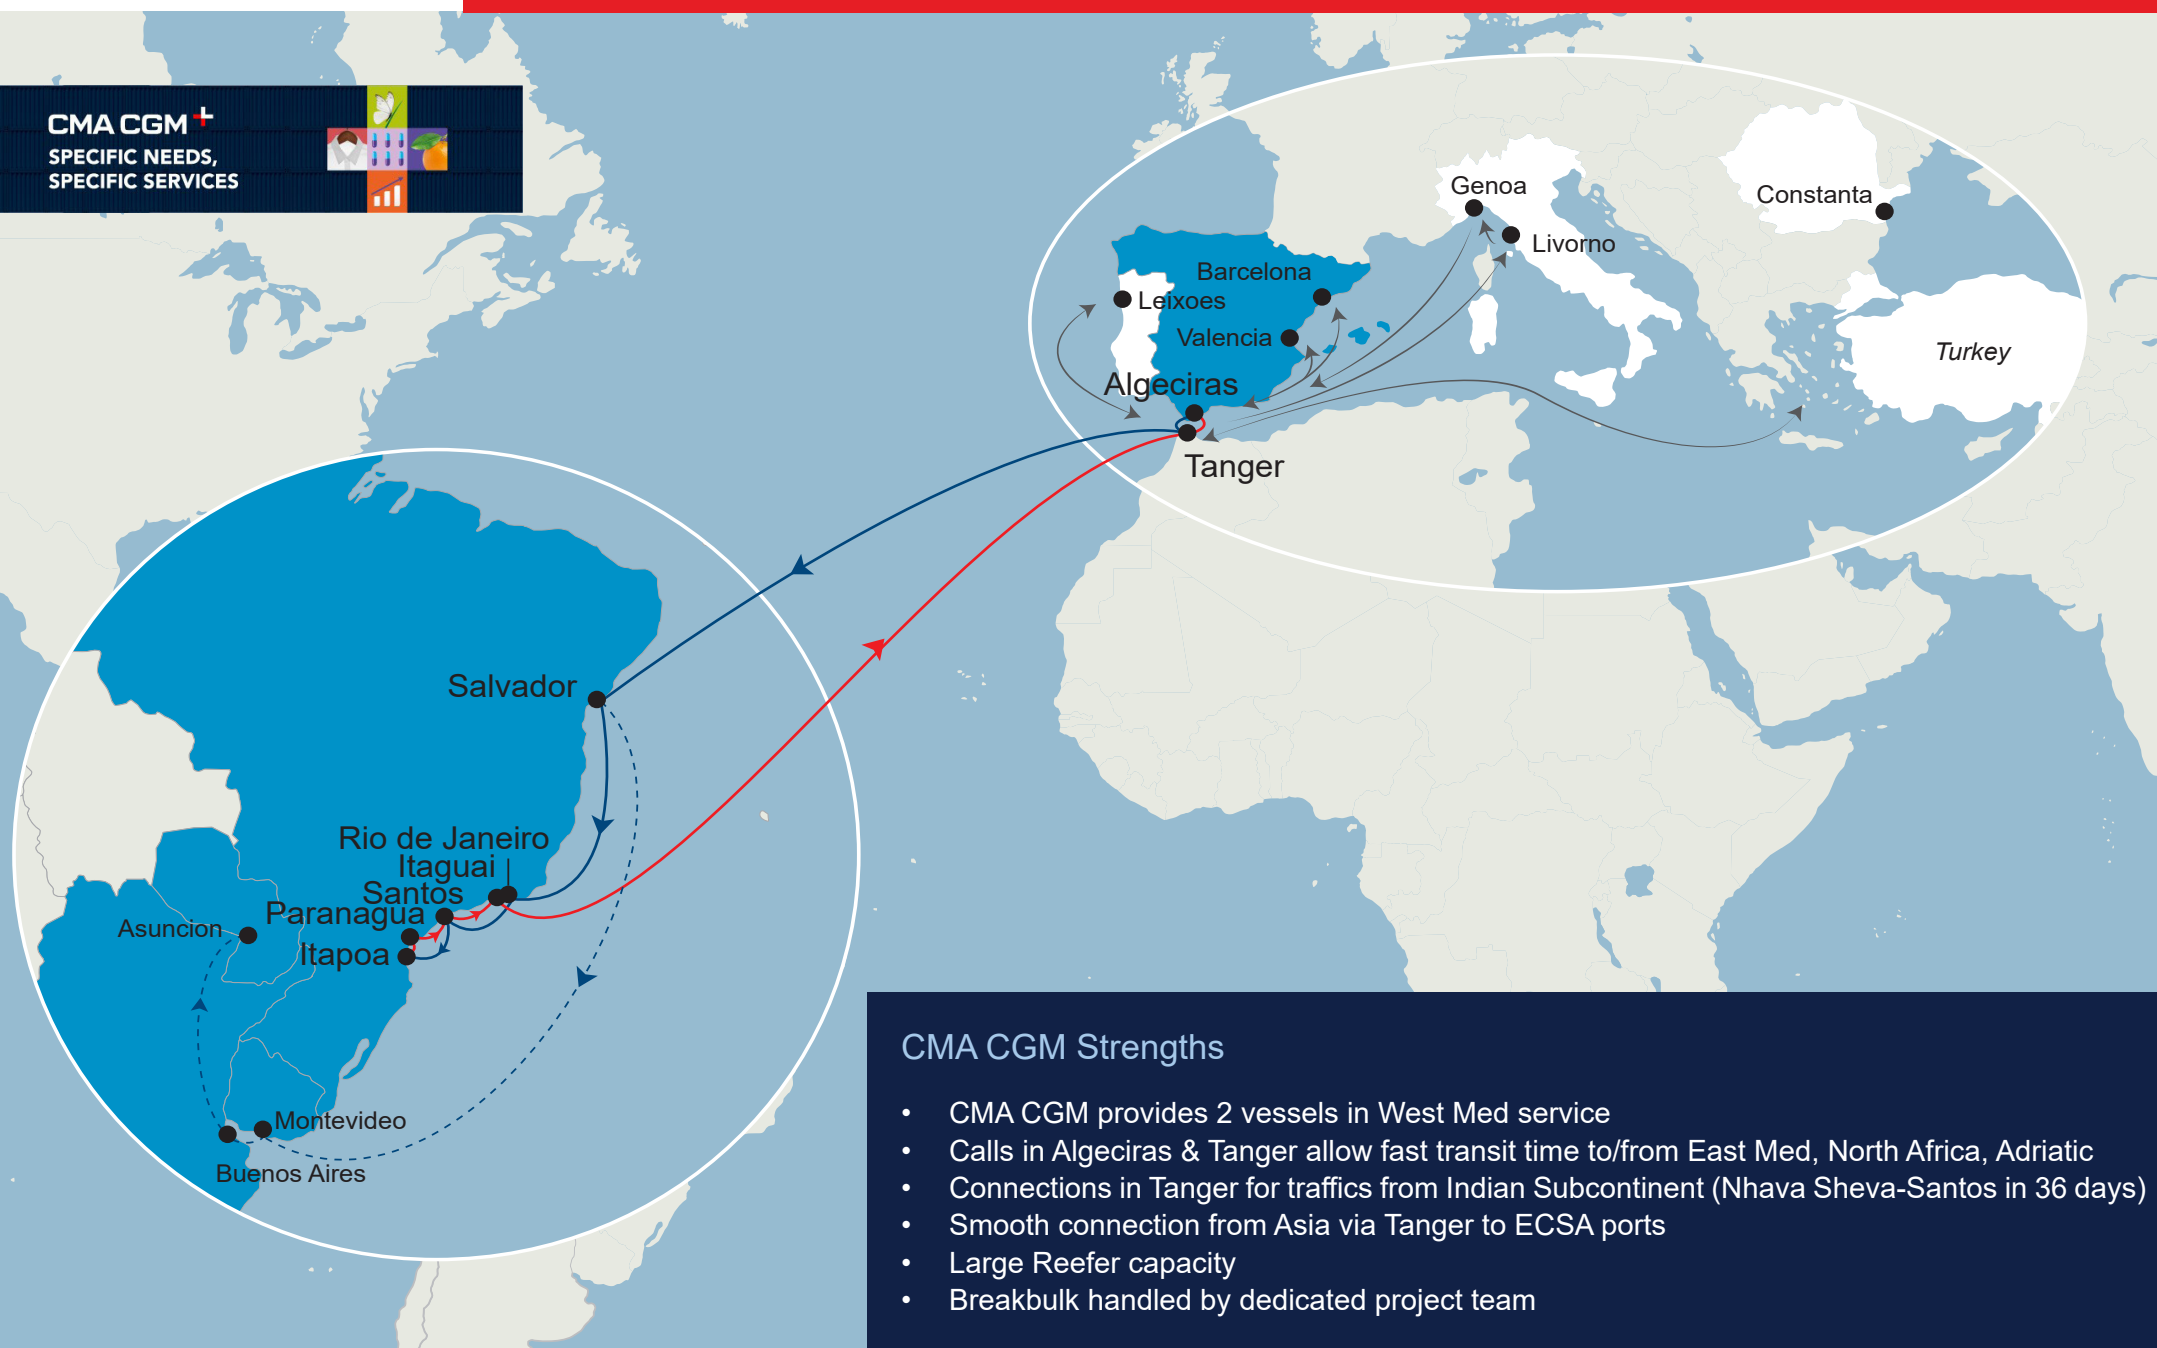 CMA CGM
SPECIFIC NEEDS,
SPECIFIC SERVICES
Genoa
Constanta
Livorno
Barcelona
Leixoes
Valencia
Turkey
Algeciras
Tanger
Salvador
Rio de Janeiro
Itaguai
Santos
Paranagua
Asuncion
Itapoa
Montevideo
Buenos Aires
CMA CGM Strengths
• CMA CGM provides 2 vessels in West Med service
• Calls in Algeciras & Tanger allow fast transit time to/from East Med, North Africa, Adriatic
• Connections in Tanger for traffics from Indian Subcontinent (Nhava Sheva-Santos in 36 days)
• Smooth connection from Asia via Tanger to ECSA ports
• Large Reefer capacity
• Breakbulk handled by dedicated project team